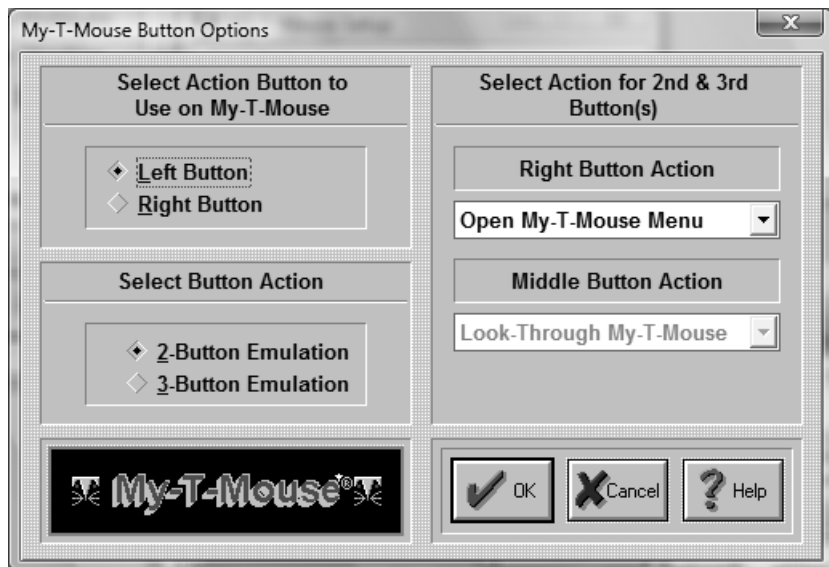 My-T-Mouse Button Options
Select Action Button to
Use on My-T-Mouse
Left Button
Right Button
Select Button Action
2-Button Emulation
3-Button Emulation
My-T-Mouse®
Select Action for 2nd & 3rd
Button(s)
Right Button Action
Open My-T-Mouse Menu
Middle Button Action
Look-Through My-T-Mouse
OK
Cancel
Help